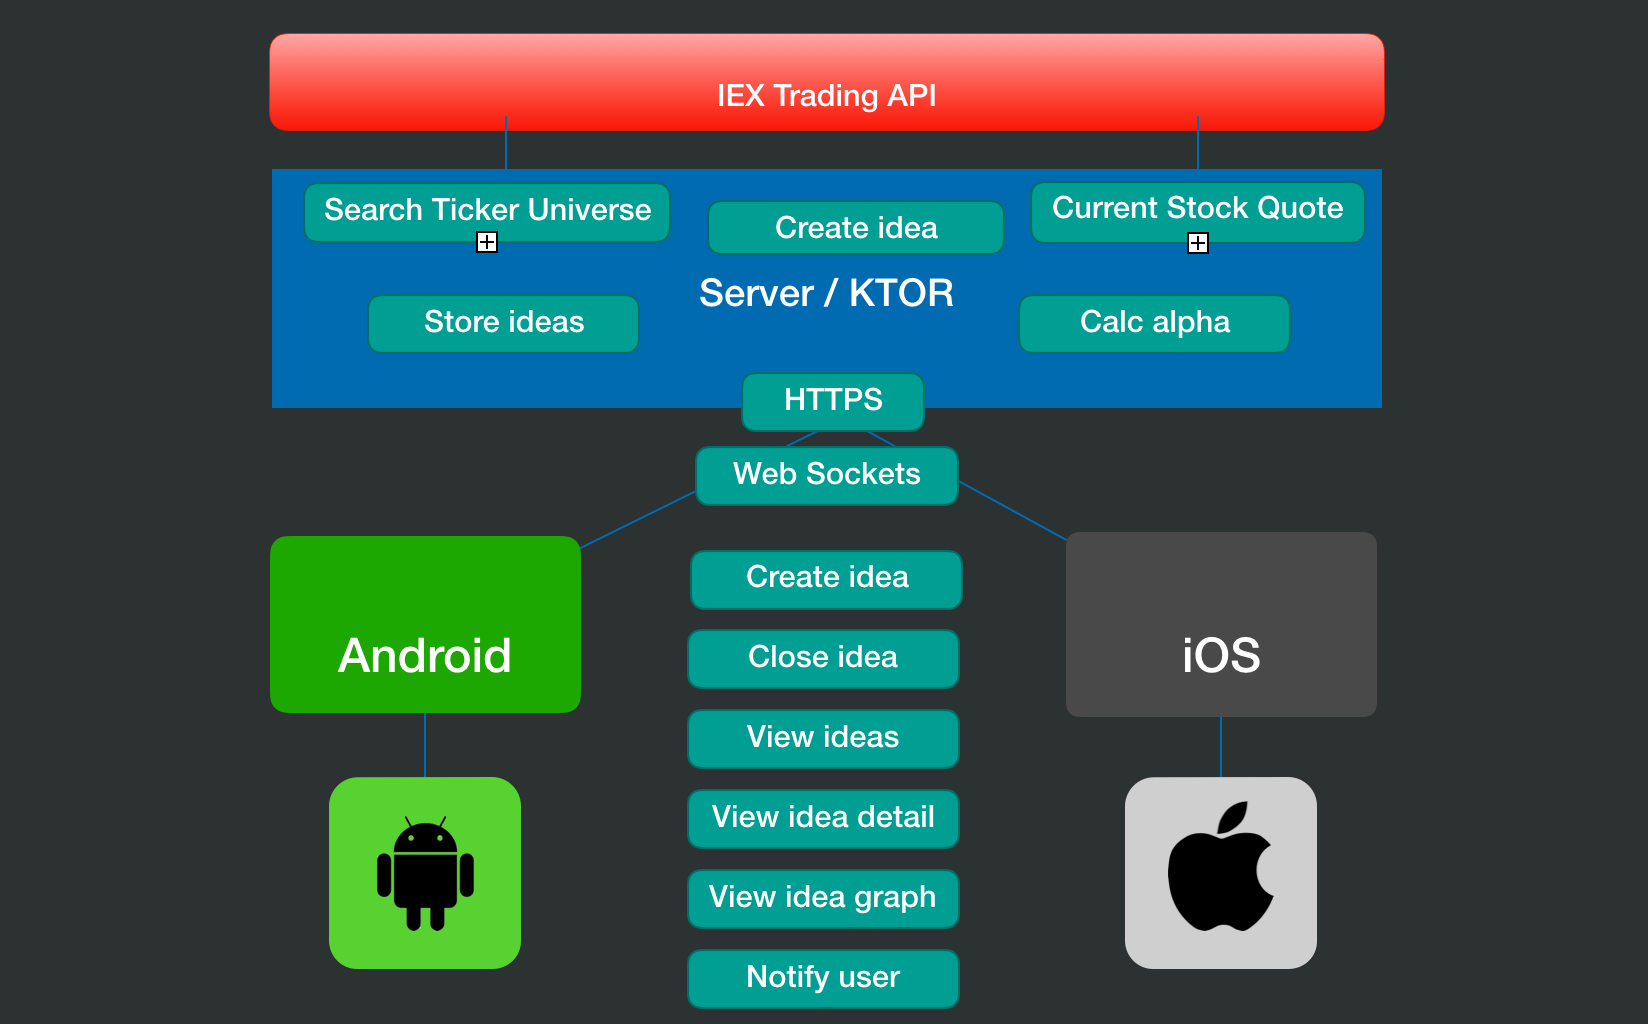 IEX Trading API
Search Ticker Universe
Create idea
Current Stock Quote
Server / KTOR
Store ideas
Calc alpha
HTTPS
Web Sockets
Create idea
Android
Close idea
iOS
View ideas
View idea detail
View idea graph
Notify user